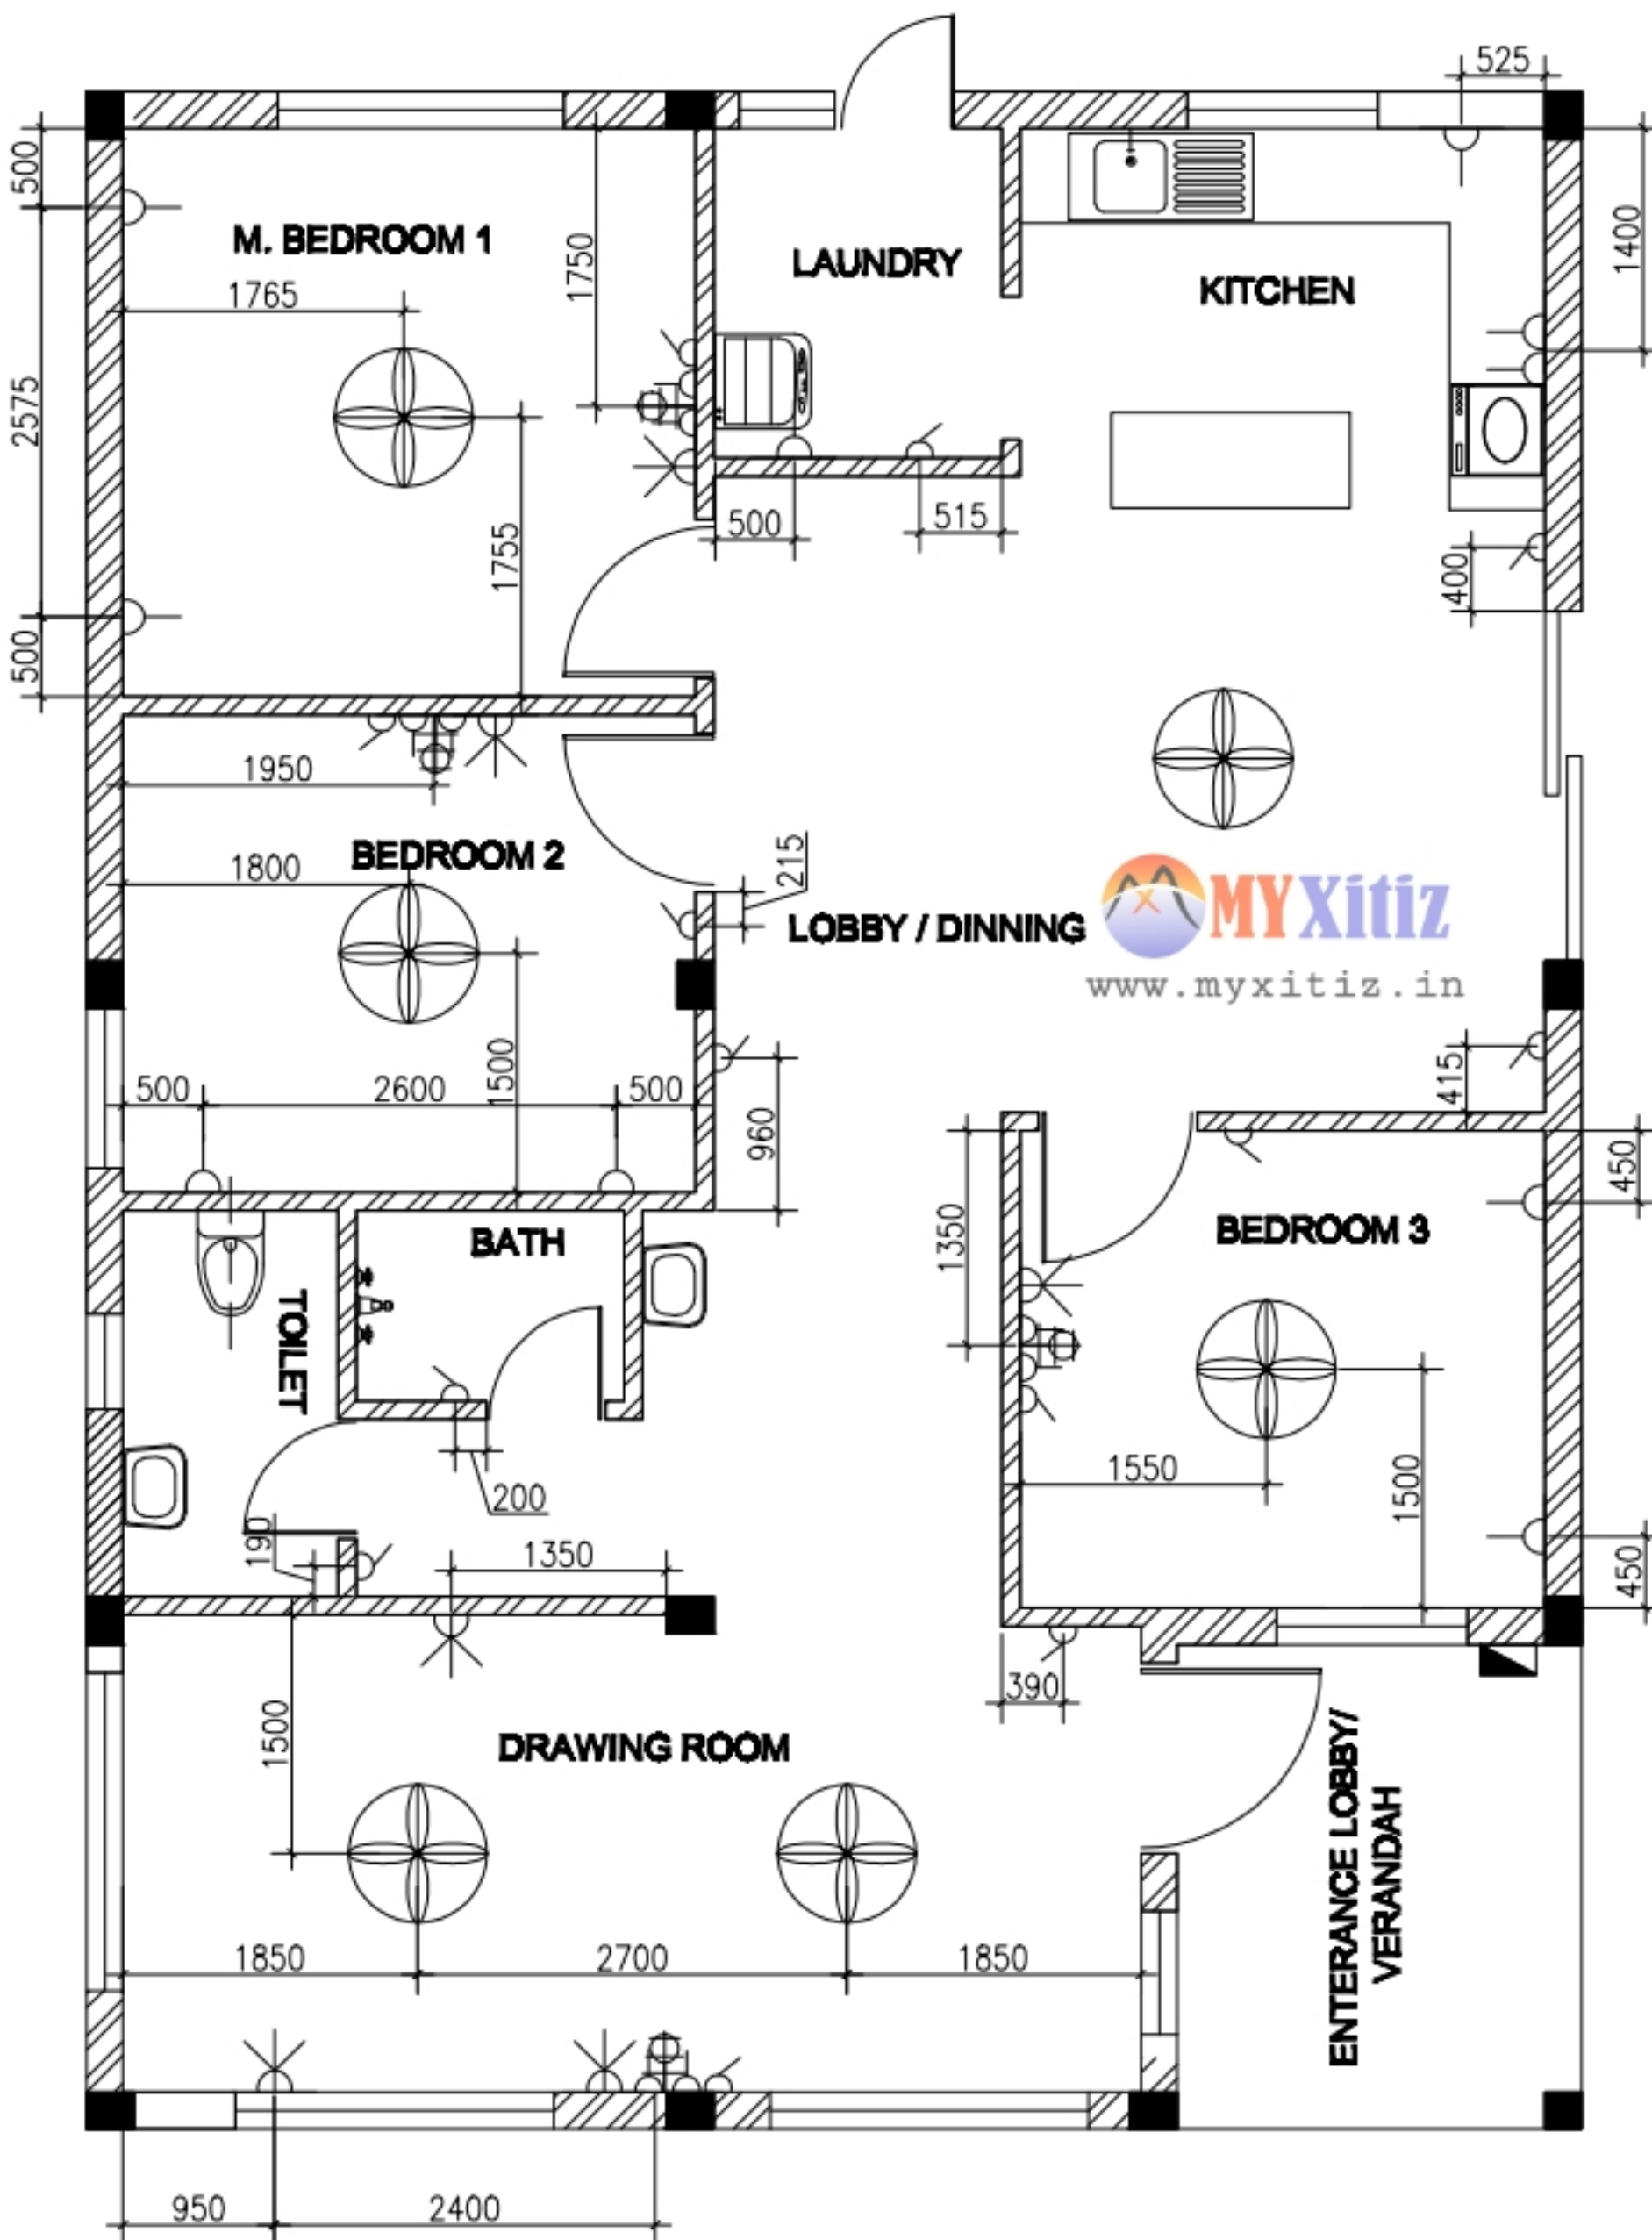 525
500
M. BEDROOM 1
1765
1750
LAUNDRY
KITCHEN
1400
2575
1755
500
515
400
500
1950
BEDROOM 2
1800
215
LOBBY / DINNING
MYXitiz
www.myxitiz.in
500
2600
500
1500
960
415
450
BATH
TOILET
1350
BEDROOM 3
1550
1500
200
190
1350
450
390
1500
DRAWING ROOM
ENTERANCE LOBBY/
VERANDAH
1850
2700
1850
950
2400